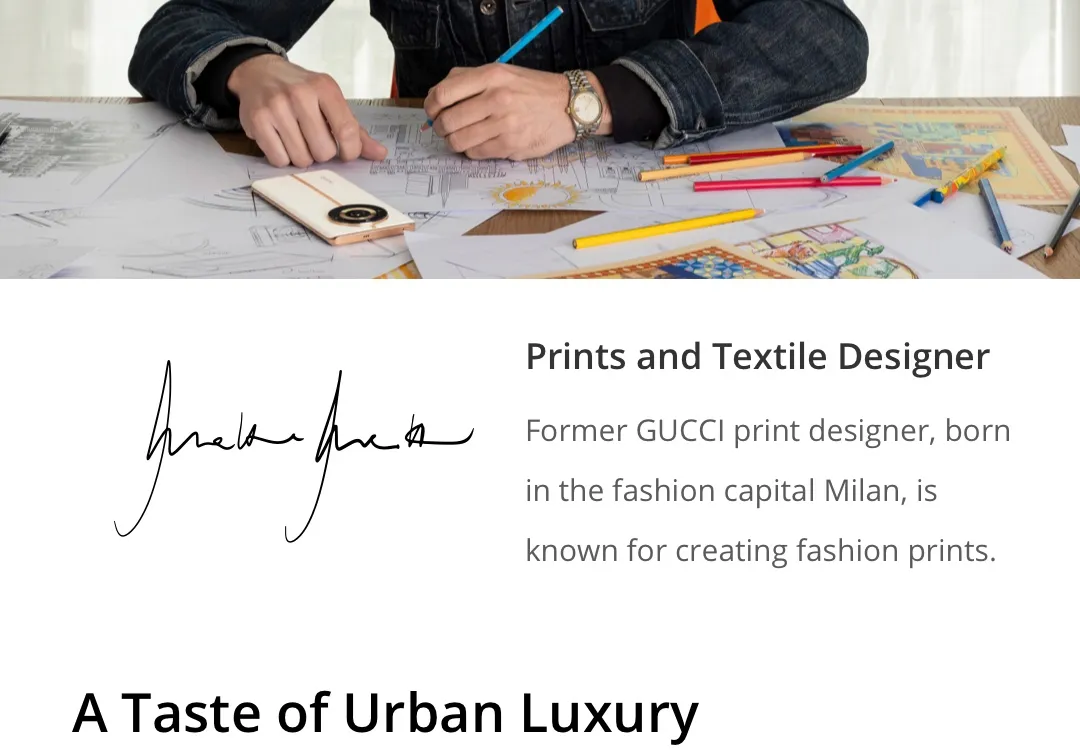 Prints and Textile Designer
Former GUCCI print designer, born
in the fashion capital Milan, is
known for creating fashion prints.
A Taste of Urban Luxury